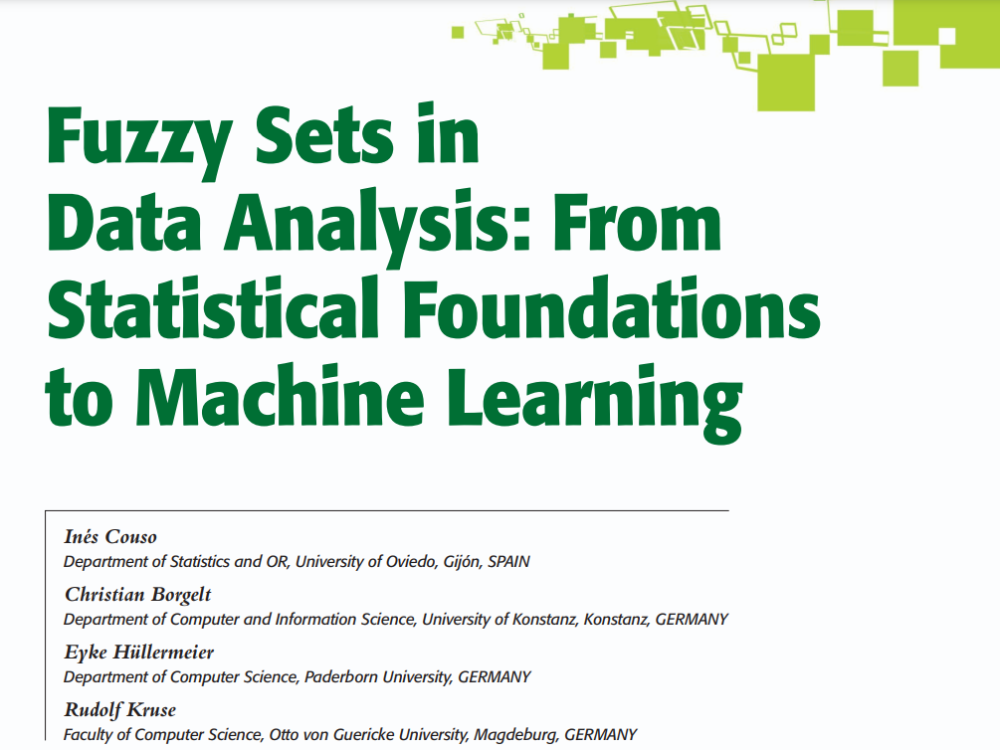 Fuzzy Sets in
Data Analysis: From
Statistical Foundations
to Machine Learning
Inés Couso
Department of Statistics and OR, University of Oviedo, Gijón, SPAIN
Christian Borgelt
Department of Computer and Information Science, University of Konstanz, Konstanz, GERMANY
Eyke Hüllermeier
Department of Computer Science, Paderborn University, GERMANY
Rudolf Kruse
Faculty of Computer Science, Otto von Guericke University, Magdeburg, GERMANY